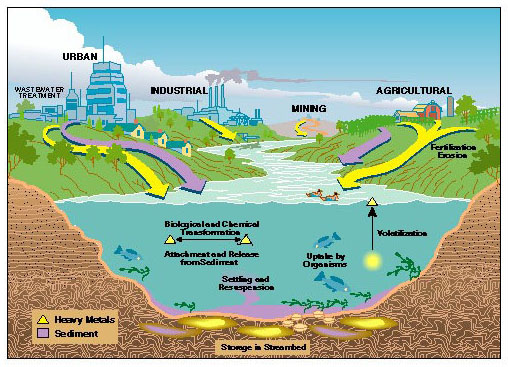 URBAN
WASTEWATER
TREATMENT
INDUSTRIAL
MINING
AGRICULTURAL
Fertilization
Erosion
Biological and Chemical
Transformation
Attachment and Release
from Sediment
Uptake by
Organisms
Volatilization
Settling and
Resuspension
Heavy Metals
Sediment
Storage in Streambed